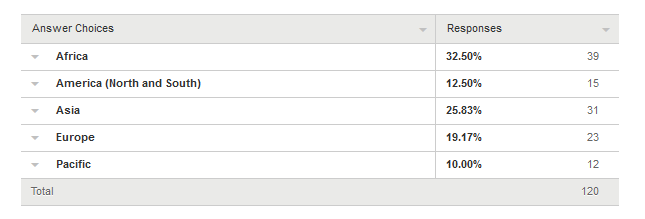 Answer Choices Responses
Africa 32.50% 39
America (North and South) 12.50% 15
Asia 25.83% 31
Europe 19.17% 23
Pacific 10.00% 12
Total 120